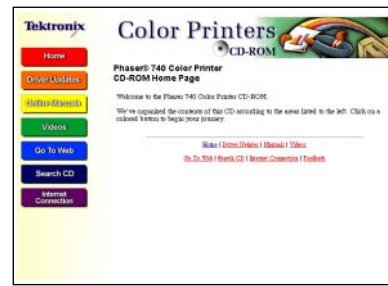 Tektronix
Color Printers
CD-ROM
Home
Driver Updates
Online Manuals
Videos
Go To Web
Search CD
Internet
Connection
Phaser® 740 Color Printer
CD-ROM Home Page
Welcome to the Phaser 740 Color Printer CD-ROM.
We've organized the contents of this CD according to the areas listed to the left. Click on a
colored button to begin your journey.
Home | Driver Updates | Manuals | Videos
Go To Web | Search CD | Internet Connection | Feedback